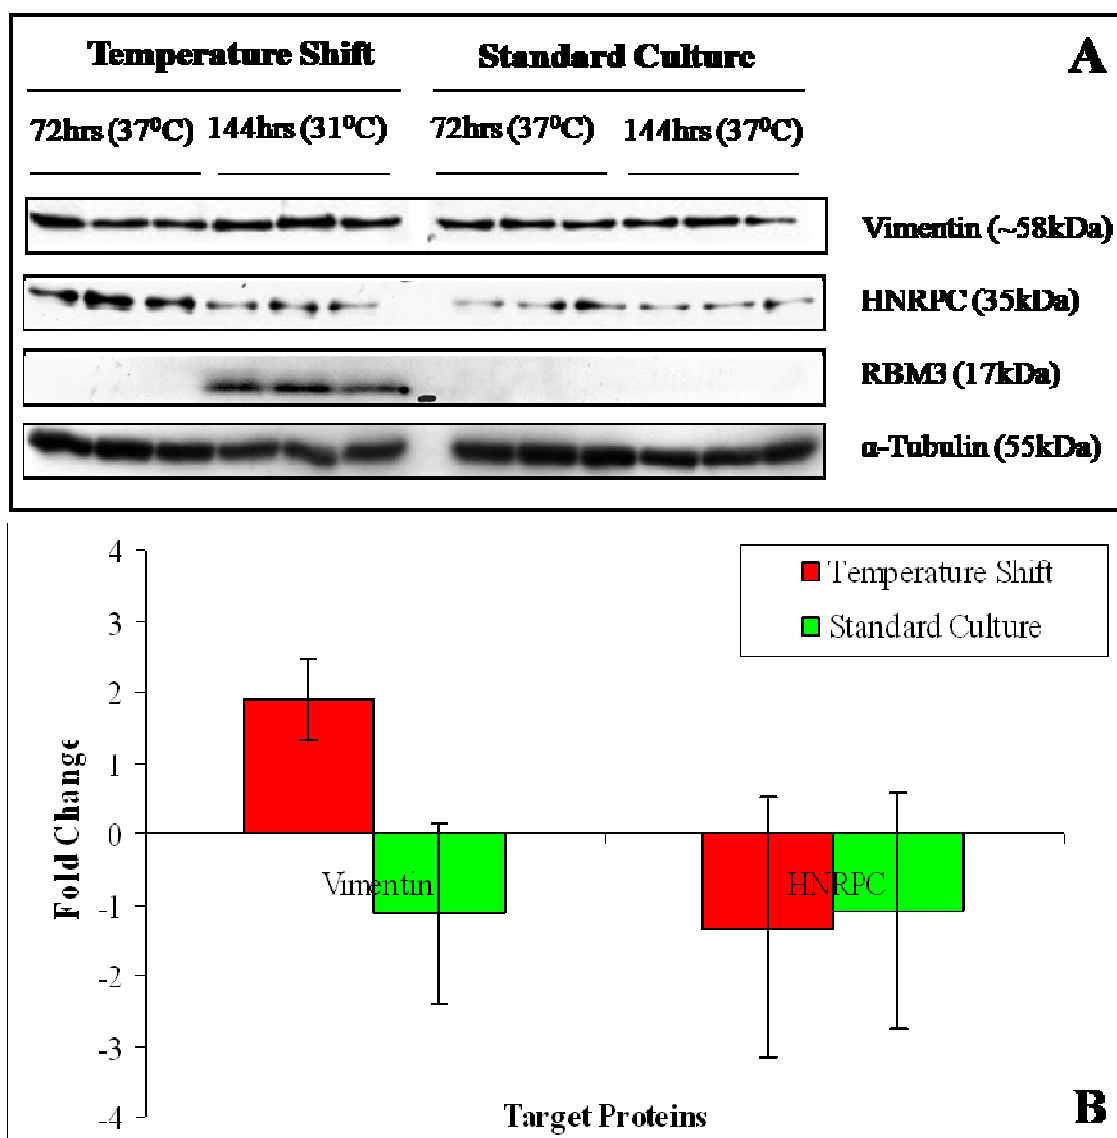 Temperature Shift Standard Culture A
72hrs (37⁰C) 144hrs (31⁰C) 72hrs (37⁰C) 144hrs (37⁰C)
Vimentin (~58kDa)
HNRPC (35kDa)
RBM3 (17kDa)
α-Tubulin (55kDa)
4
3
2
1
0
-1
-2
-3
-4
Fold Change
Temperature Shift
Standard Culture
Vimentin HNRPC
Target Proteins
B